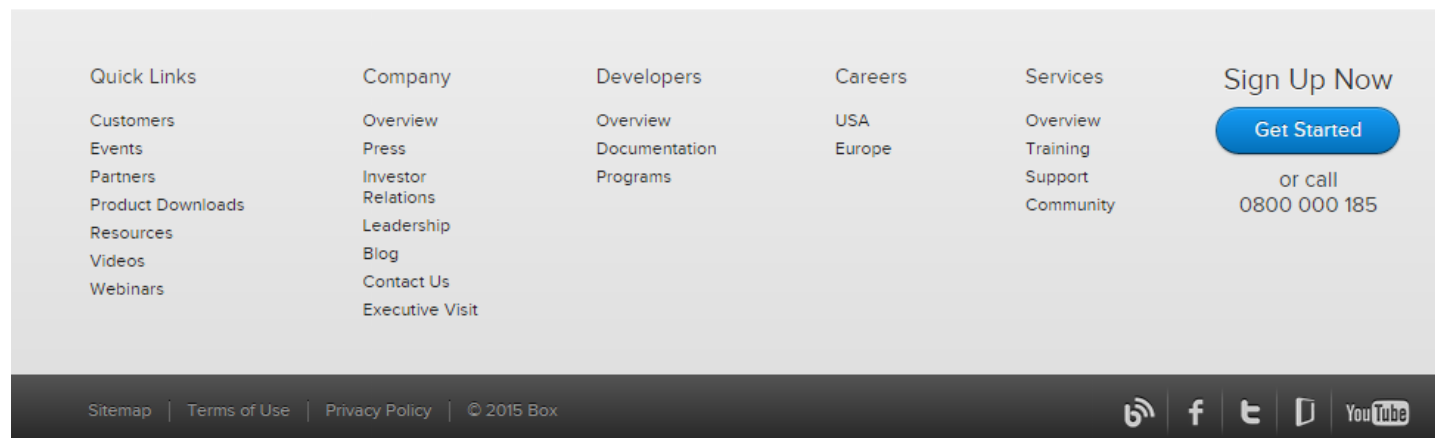 Quick Links
Customers
Events
Partners
Product Downloads
Resources
Videos
Webinars
Company
Overview
Press
Investor
Relations
Leadership
Blog
Contact Us
Executive Visit
Developers
Overview
Documentation
Programs
Careers
USA
Europe
Services
Overview
Training
Support
Community
Sign Up Now
Get Started
or call
0800 000 185
Sitemap | Terms of Use | Privacy Policy | © 2015 Box
You Tube